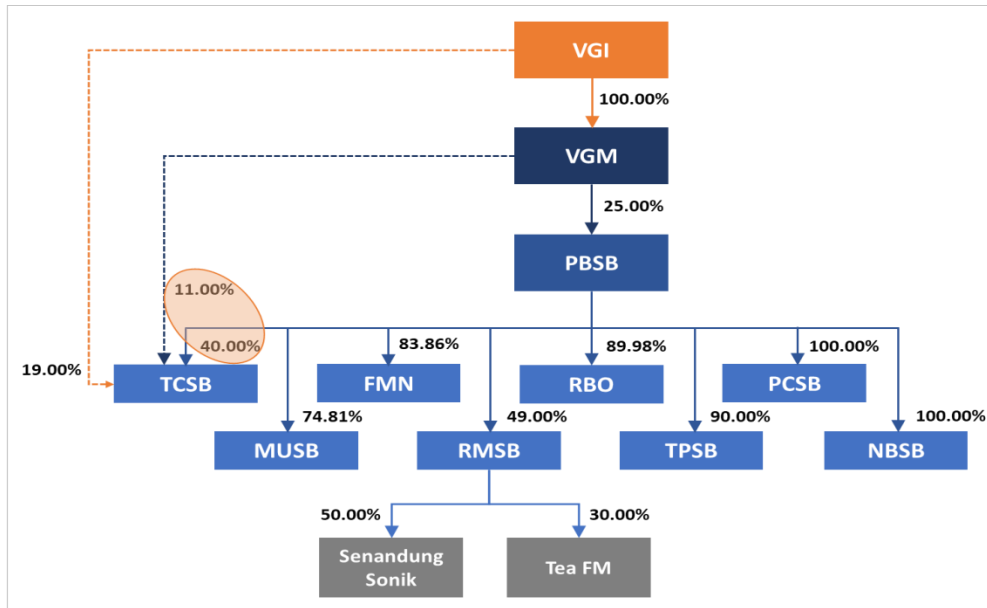 VGI
100.00%
VGM
25.00%
PBSB
11.00%
40.00%
83.86%
89.98%
100.00%
19.00%
TCSB
FMN
RBO
PCSB
74.81%
49.00%
90.00%
100.00%
MUSB
RMSB
TPSB
NBSB
50.00%
30.00%
Senandung
Sonik
Tea FM